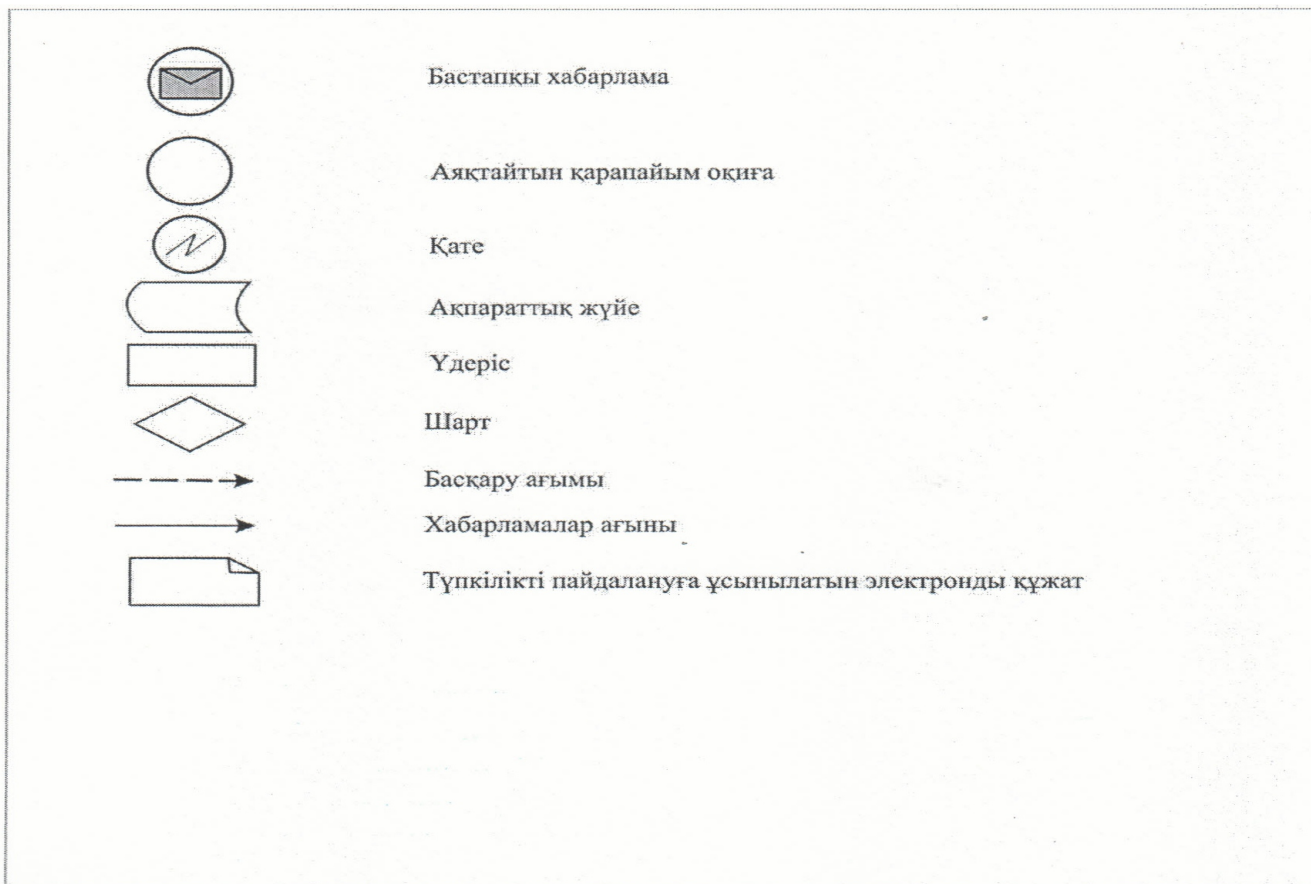 Бастапқы хабарлама
Аяқтайтын қарапайым оқиға
Қате
Ақпараттық жүйе
Үдеріс
Шарт
Басқару ағымы
Хабарламалар ағыны
Түпкілікті пайдалануға ұсынылатын электронды құжат